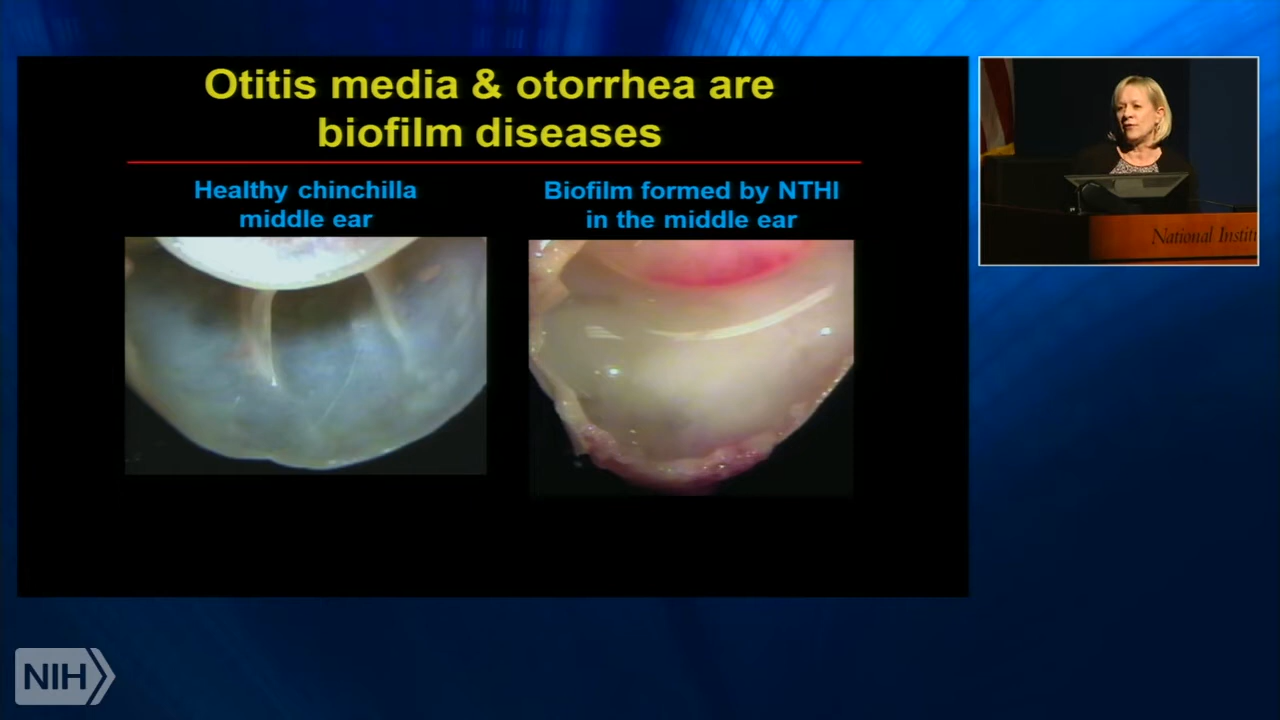 Otitis media & otorrhea are
biofilm diseases
Healthy chinchilla
middle ear
Biofilm formed by NTHI
in the middle ear
National Instit
NIH